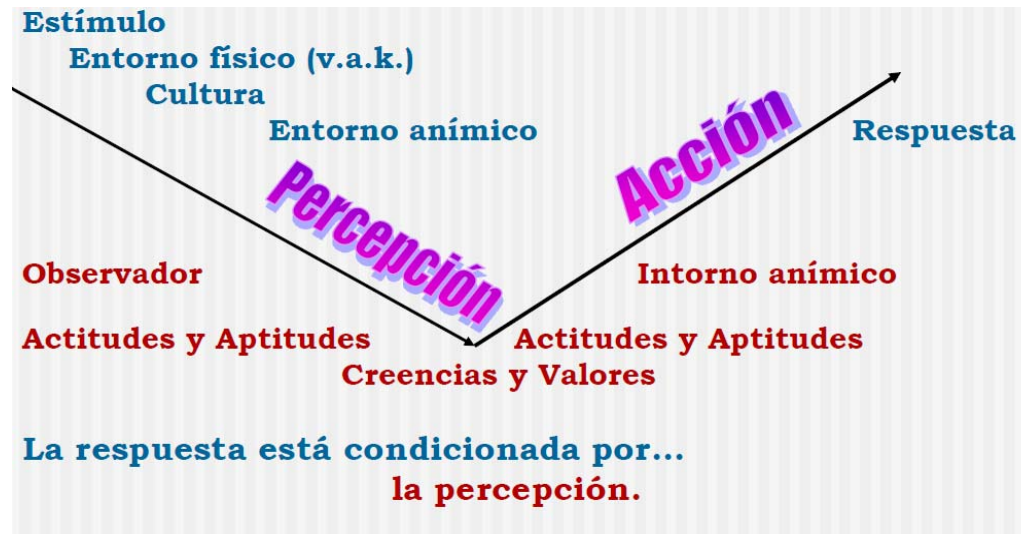 Estímulo
Entorno físico (v.a.k.)
Cultura
Entorno anímico
Acción
Respuesta
Percepción
Observador
Intorno anímico
Actitudes y Aptitudes
Actitudes y Aptitudes
Creencias y Valores
La respuesta está condicionada por...
la percepción.